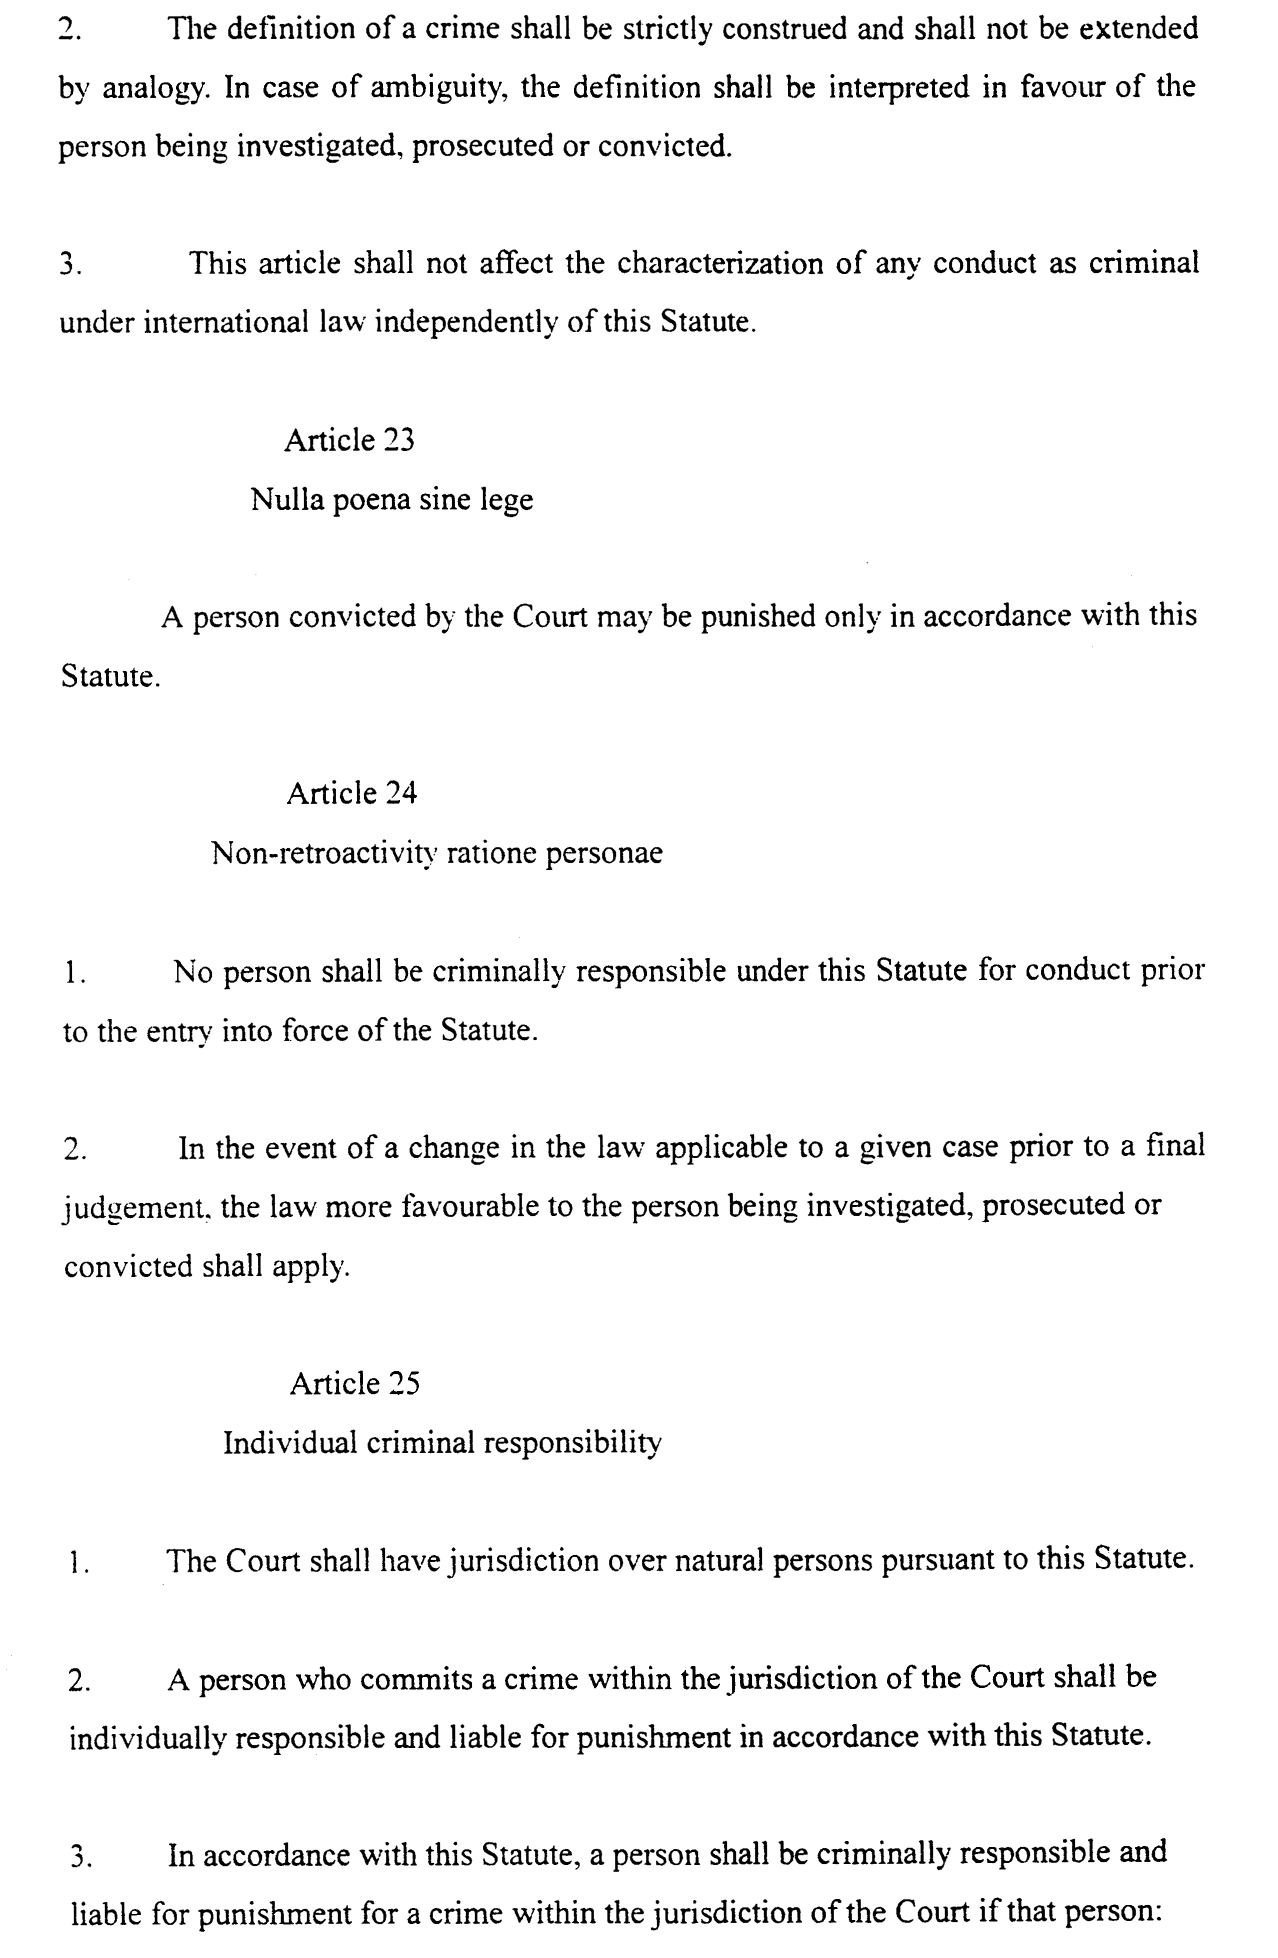 2. The definition of a crime shall be strictly construed and shall not be extended
by analogy. In case of ambiguity, the definition shall be interpreted in favour of the
person being investigated, prosecuted or convicted.
3. This article shall not affect the characterization of any conduct as criminal
under international law independently of this Statute.
Article 23
Nulla poena sine lege
A person convicted by the Court may be punished only in accordance with this
Statute.
Article 24
Non-retroactivity ratione personae
1. No person shall be criminally responsible under this Statute for conduct prior
to the entry into force of the Statute.
2. In the event of a change in the law applicable to a given case prior to a final
judgement, the law more favourable to the person being investigated, prosecuted or
convicted shall apply.
Article 25
Individual criminal responsibility
1. The Court shall have jurisdiction over natural persons pursuant to this Statute.
2. A person who commits a crime within the jurisdiction of the Court shall be
individually responsible and liable for punishment in accordance with this Statute.
3. In accordance with this Statute, a person shall be criminally responsible and
liable for punishment for a crime within the jurisdiction of the Court if that person: